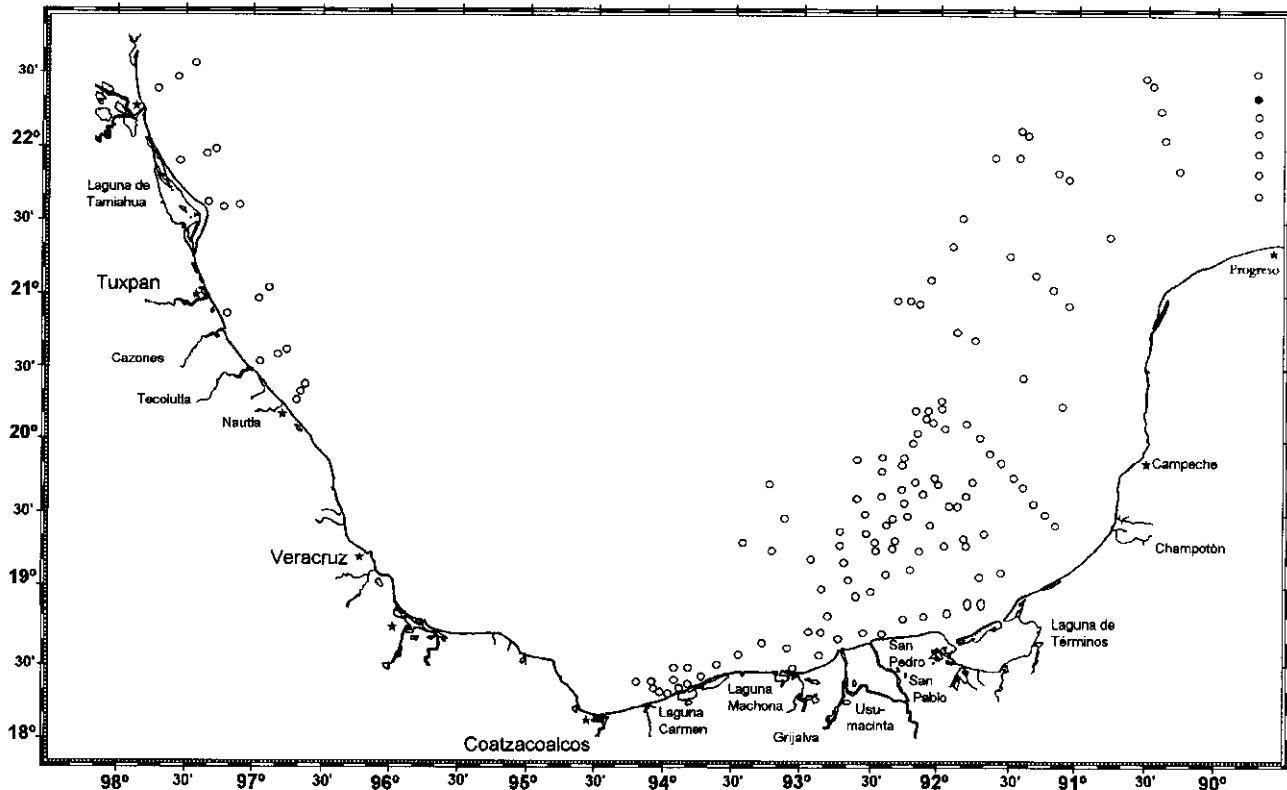 30'
22º
Laguna de
Tamiahua
30'
Tuxpan
21º
Progreso
Cazones
30'
Tecolutla
Nautla
20º
Campeche
30'
Champotón
Veracruz
19º
Laguna de
Términos
30'
San
Pedro
San
Pablo
Laguna
Machona
Laguna
Carmen
Usu-
macinta
18º
Coatzacoalcos
Grijalva
98º 30' 97º 30' 96º 30' 95º 30' 94º 30' 93º 30' 92º 30' 91º 30' 90º